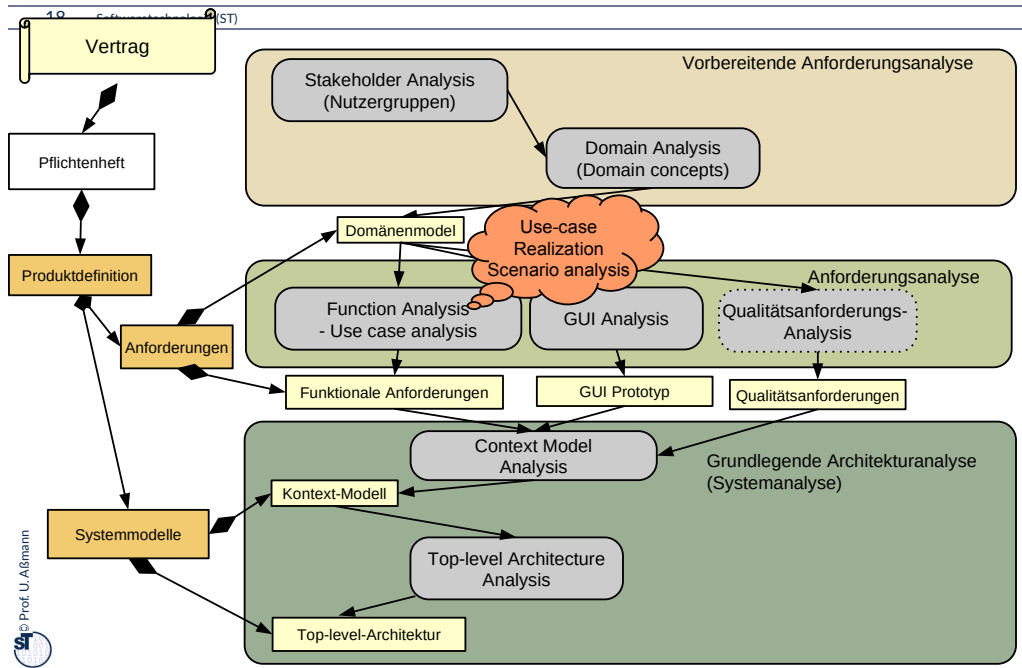 18 Softwaretechnologie (ST)
Vertrag
Vorbereitende Anforderungsanalyse
Stakeholder Analysis
(Nutzergruppen)
Domain Analysis
(Domain concepts)
Pflichtenheft
Domänenmodel
Use-case
Realization
Scenario analysis
Produktdefinition
Anforderungsanalyse
Function Analysis
- Use case analysis
GUI Analysis
Qualitätsanforderungs-
Analysis
Anforderungen
Funktionale Anforderungen
GUI Prototyp
Qualitätsanforderungen
Context Model
Analysis
Grundlegende Architekturanalyse
(Systemanalyse)
Kontext-Modell
Systemmodelle
Top-level Architecture
Analysis
Top-level-Architektur
© Prof. U. Aßmann
ST